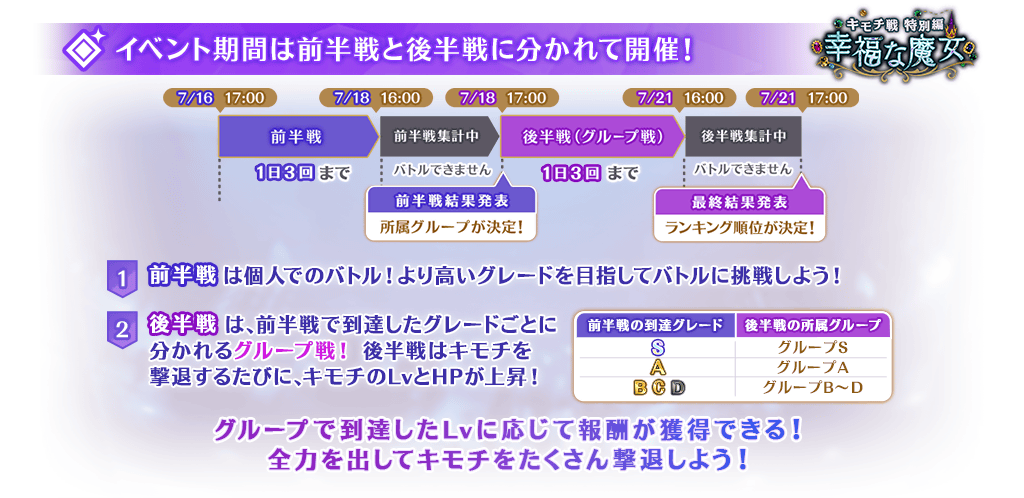 イベント期間は前半戦と後半戦に分かれて開催!
キモチ戦 特別編
幸福な魔女
7/16 17:00
7/18 16:00
7/18 17:00
7/21 16:00
7/21 17:00
前半戦
前半戦集計中
後半戦(グループ戦)
後半戦集計中
1日3回まで
バトルできません
1日3回まで
バトルできません
前半戦結果発表
所属グループが決定!
最終結果発表
ランキング順位が決定!
1 前半戦は個人でのバトル!より高いグレードを目指してバトルに挑戦しよう!
2 後半戦は、前半戦で到達したグレードごとに
分かれるグループ戦! 後半戦はキモチを
撃退するたびに、キモチのLvとHPが上昇!
前半戦の到達グレード 後半戦の所属グループ
S グループS
A グループA
B C D グループB～D
グループで到達したLvに応じて報酬が獲得できる!
全力を出してキモチをたくさん撃退しよう!